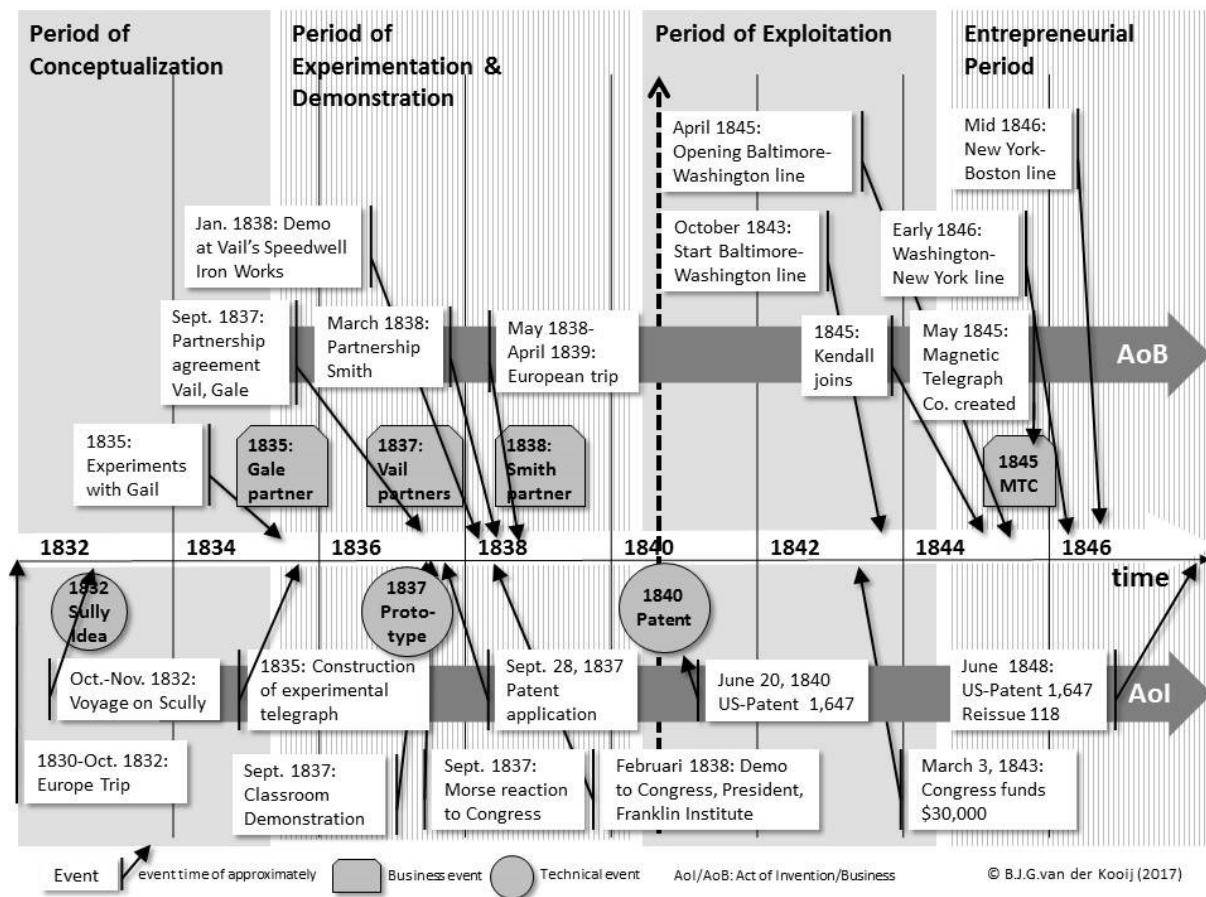 Period of
Conceptualization
Period of
Experimentation &
Demonstration
Period of Exploitation
Entrepreneurial
Period
April 1845:
Opening Baltimore-
Washington line
Mid 1846:
New York-
Boston line
Jan. 1838: Demo
at Vail's Speedwell
Iron Works
October 1843:
Start Baltimore-
Washington line
Early 1846:
Washington-
New York line
Sept. 1837:
Partnership
agreement
Vail, Gale
March 1838:
Partnership
Smith
May 1838-
April 1839:
European trip
1845:
Kendall
joins
May 1845:
Magnetic
Telegraph
Co. created
AoB
1835:
Experiments
with Gail
1835:
Gale
partner
1837:
Vail
partners
1838:
Smith
partner
1845
MTC
1832
1834
1836
1838
1840
1842
1844
1846
time
1832
Sully
Idea
1837
Proto-
type
1840
Patent
Oct.-Nov. 1832:
Voyage on Scully
1835: Construction
of experimental
telegraph
Sept. 28, 1837
Patent
application
June 20, 1840
US-Patent 1,647
June 1848:
US-Patent 1,647
Reissue 118
AoI
1830-Oct. 1832:
Europe Trip
Sept. 1837:
Classroom
Demonstration
Sept. 1837:
Morse reaction
to Congress
Februari 1838: Demo
to Congress, President,
Franklin Institute
March 3, 1843:
Congress funds
$30,000
Event
event time of approximately
Business event
Technical event
AoI/AoB: Act of Invention/Business
© B.J.G.van der Kooij (2017)